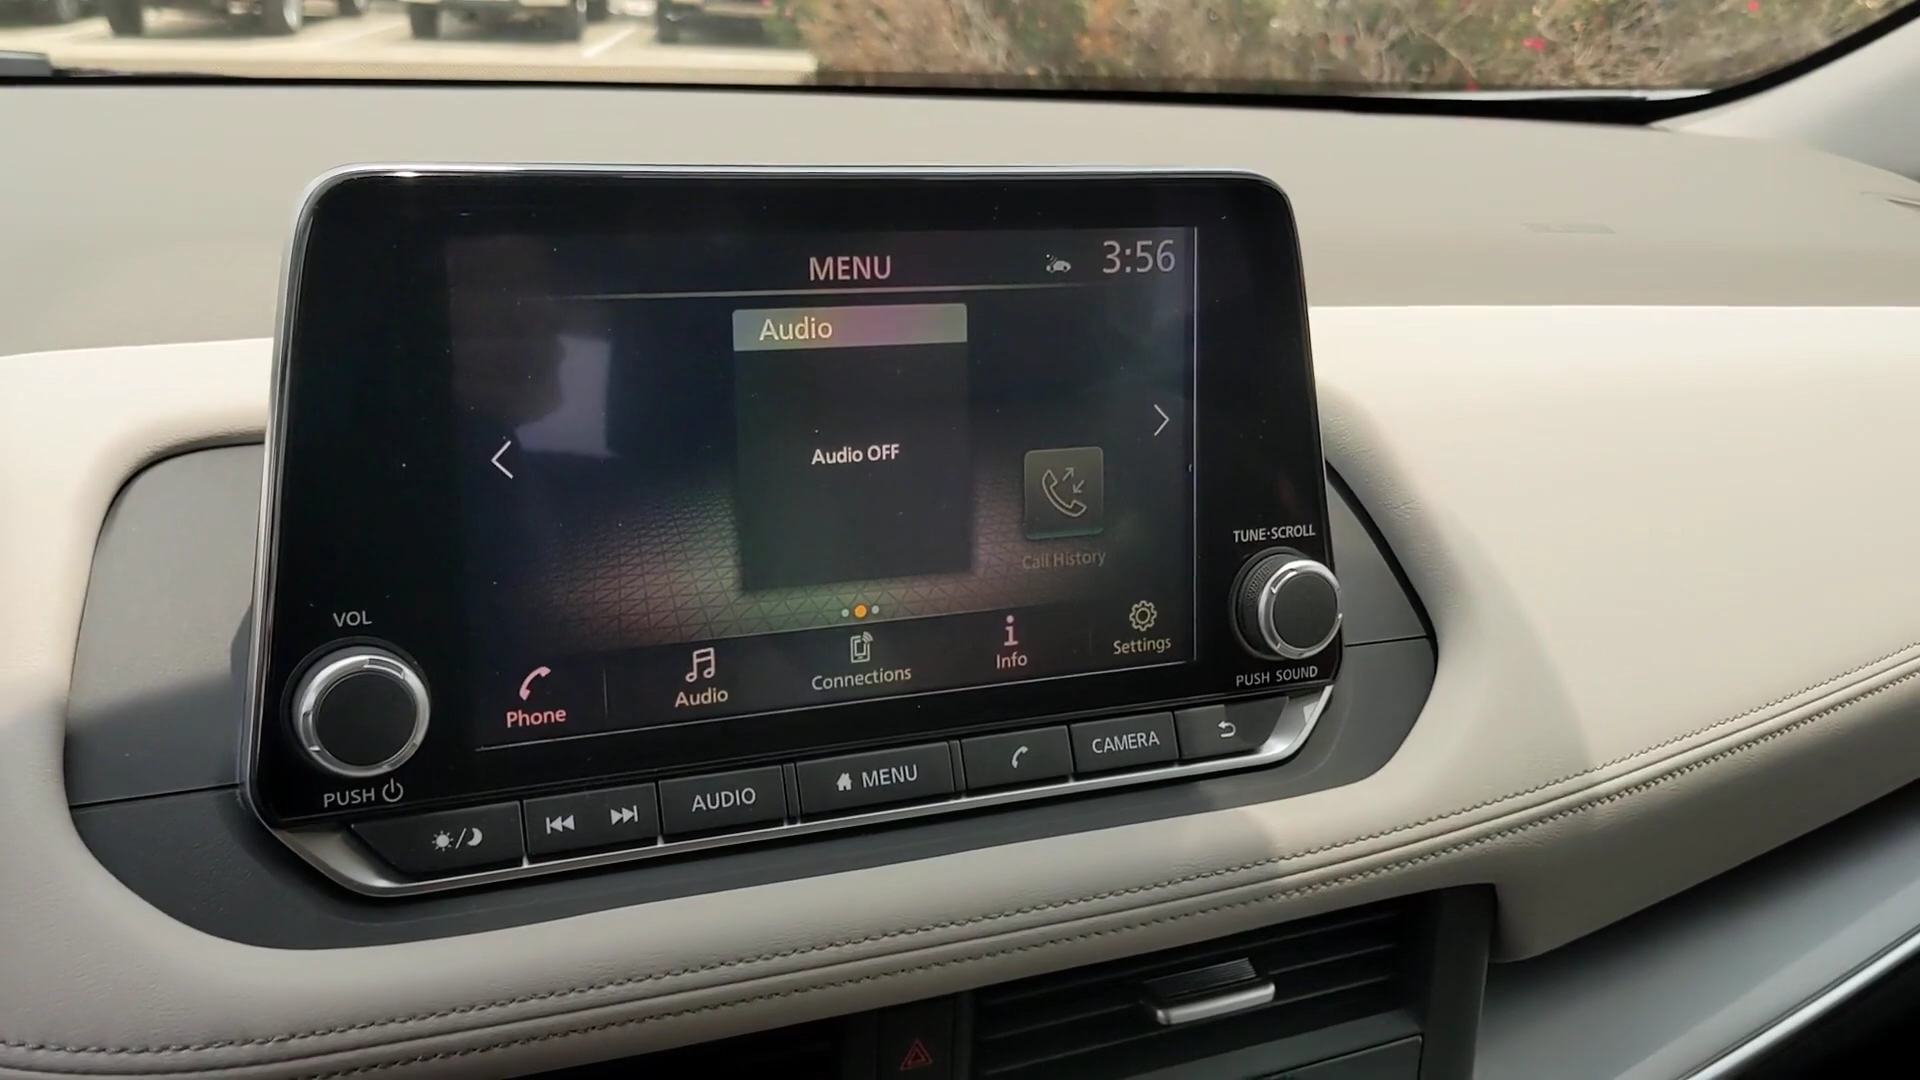 MENU
3:56
Audio
Audio OFF
Call History
Phone
Audio
Connections
Info
Settings
VOL
PUSH
TUNE·SCROLL
PUSH SOUND
AUDIO
MENU
CAMERA